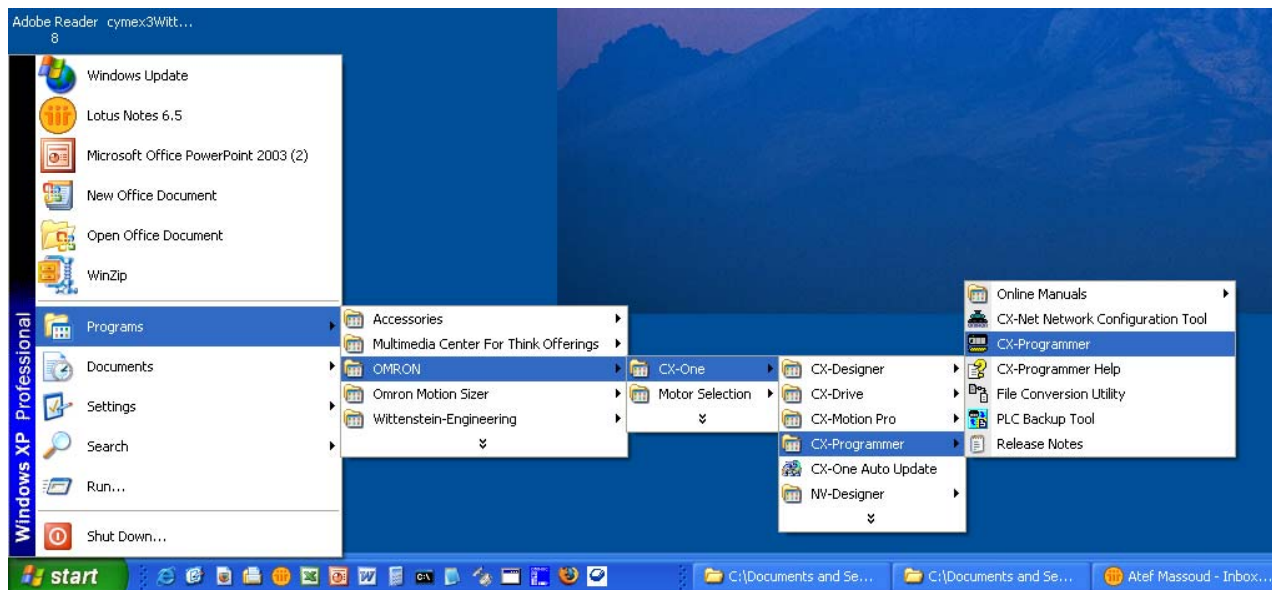 Adobe Reader cymex3Witt...
8
Windows Update
Lotus Notes 6.5
Microsoft Office PowerPoint 2003 (2)
New Office Document
Open Office Document
WinZip
Programs
Documents
Settings
Search
Run...
Shut Down...
Windows XP Professional
Accessories
Multimedia Center For Think Offerings
OMRON
Omron Motion Sizer
Wittenstein-Engineering
CX-One
Motor Selection
CX-Designer
CX-Drive
CX-Motion Pro
CX-Programmer
CX-One Auto Update
NV-Designer
Online Manuals
CX-Net Network Configuration Tool
CX-Programmer
CX-Programmer Help
File Conversion Utility
PLC Backup Tool
Release Notes
start
C:\Documents and Se...
C:\Documents and Se...
Atef Massoud - Inbox...